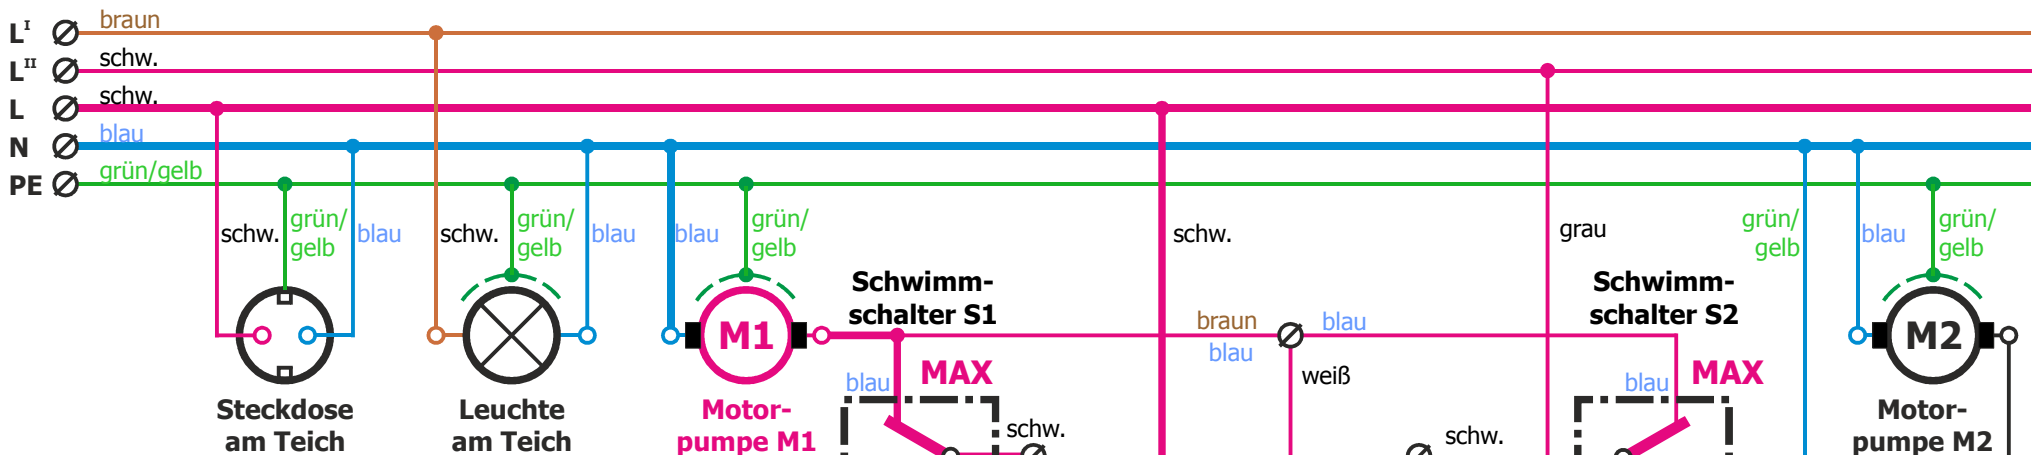 Lᴵ braun
Lᴵᴵ schw.
L schw.
N blau
PE grün/gelb
schw.
grün/
gelb
blau
schw.
grün/
gelb
blau
blau
grün/
gelb
schw.
grau
grün/
gelb
blau
grün/
gelb
Steckdose
am Teich
Leuchte
am Teich
M1
Motor-
pumpe M1
Schwimm-
schalter S1
blau
MAX
schw.
braun
blau
blau
weiß
schw.
Schwimm-
schalter S2
blau
MAX
M2
Motor-
pumpe M2